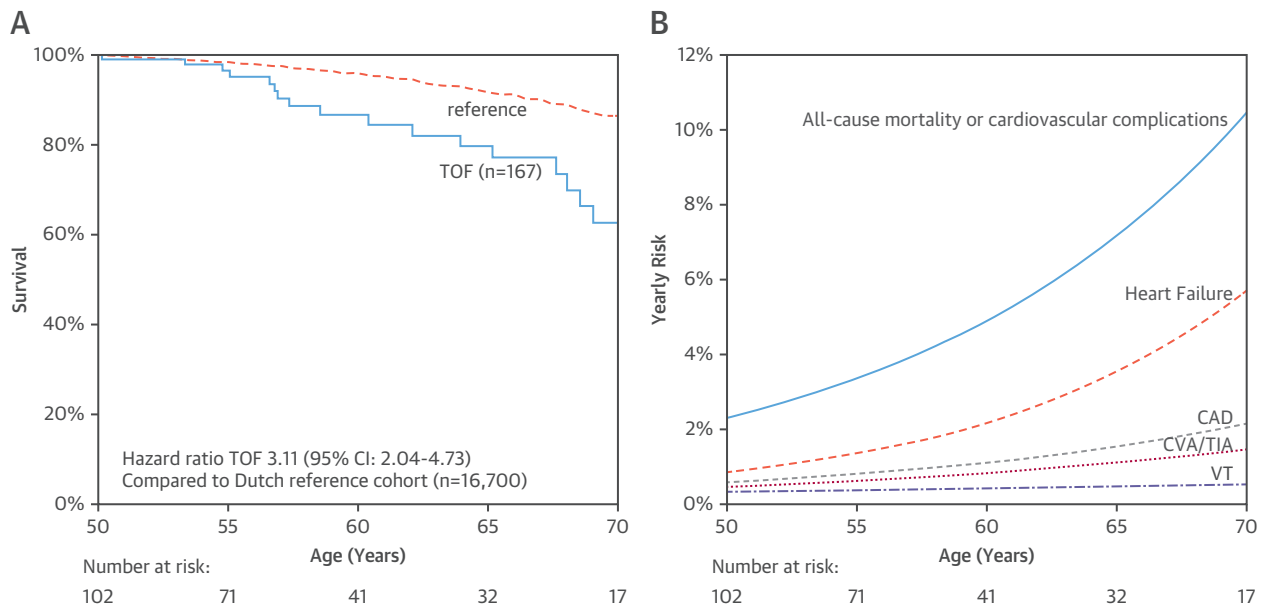 A
100%
80%
60%
40%
20%
0%
Survival
reference
TOF (n=167)
Hazard ratio TOF 3.11 (95% CI: 2.04-4.73)
Compared to Dutch reference cohort (n=16,700)
50 55 60 65 70
Age (Years)
Number at risk:
102 71 41 32 17
B
12%
10%
8%
6%
4%
2%
0%
Yearly Risk
All-cause mortality or cardiovascular complications
Heart Failure
CAD
CVA/TIA
VT
50 55 60 65 70
Age (Years)
Number at risk:
102 71 41 32 17